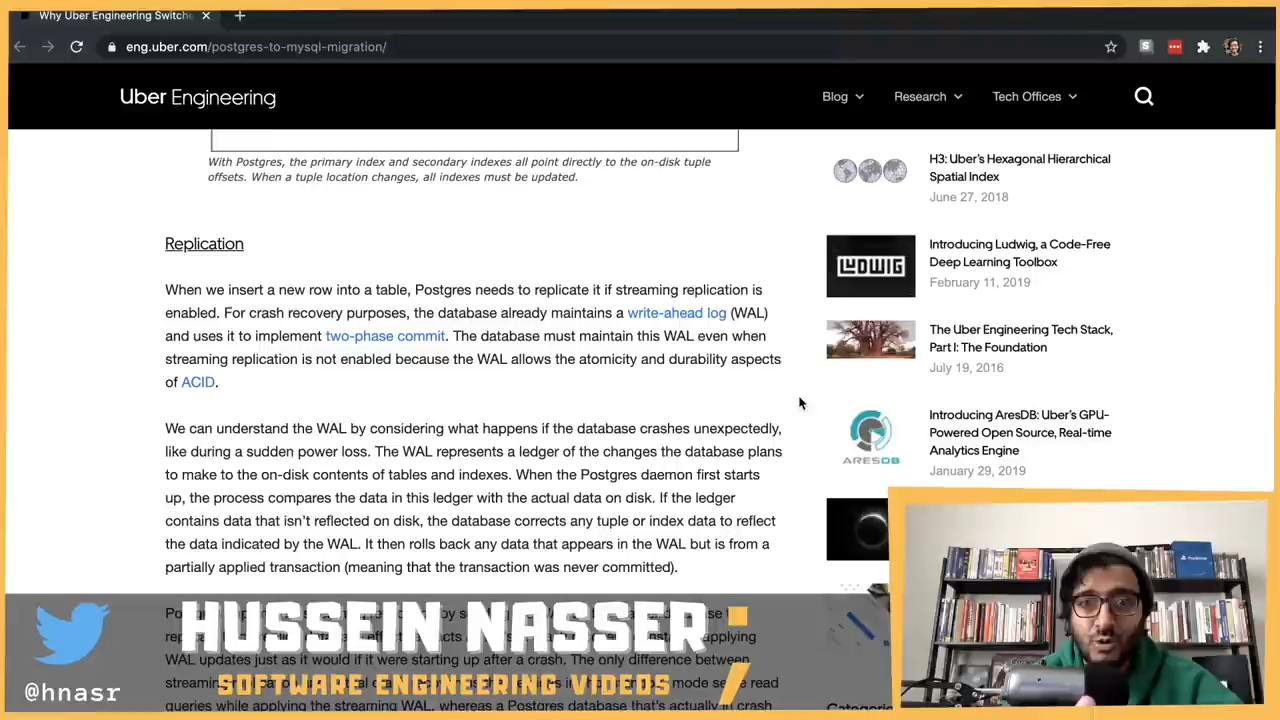 Why Uber Engineering Switche
eng.uber.com/postgres-to-mysql-migration/
Uber Engineering
Blog
Research
Tech Offices
With Postgres, the primary index and secondary indexes all point directly to the on-disk tuple
offsets. When a tuple location changes, all indexes must be updated.
Replication
When we insert a new row into a table, Postgres needs to replicate it if streaming replication is
enabled. For crash recovery purposes, the database already maintains a write-ahead log (WAL)
and uses it to implement two-phase commit. The database must maintain this WAL even when
streaming replication is not enabled because the WAL allows the atomicity and durability aspects
of ACID.
We can understand the WAL by considering what happens if the database crashes unexpectedly,
like during a sudden power loss. The WAL represents a ledger of the changes the database plans
to make to the on-disk contents of tables and indexes. When the Postgres daemon first starts
up, the process compares the data in this ledger with the actual data on disk. If the ledger
contains data that isn't reflected on disk, the database corrects any tuple or index data to reflect
the data indicated by the WAL. It then rolls back any data that appears in the WAL but is from a
partially applied transaction (meaning that the transaction was never committed).
WAL updates just as it would if it were starting up after a crash. The only difference between
H3: Uber's Hexagonal Hierarchical
Spatial Index
June 27, 2018
LUDWIG
Introducing Ludwig, a Code-Free
Deep Learning Toolbox
February 11, 2019
The Uber Engineering Tech Stack,
Part I: The Foundation
July 19, 2016
ARESDB
Introducing AresDB: Uber's GPU-
Powered Open Source, Real-time
Analytics Engine
January 29, 2019
HUSSEIN NASSER
SOFTWARE ENGINEERING VIDEOS
@hnasr